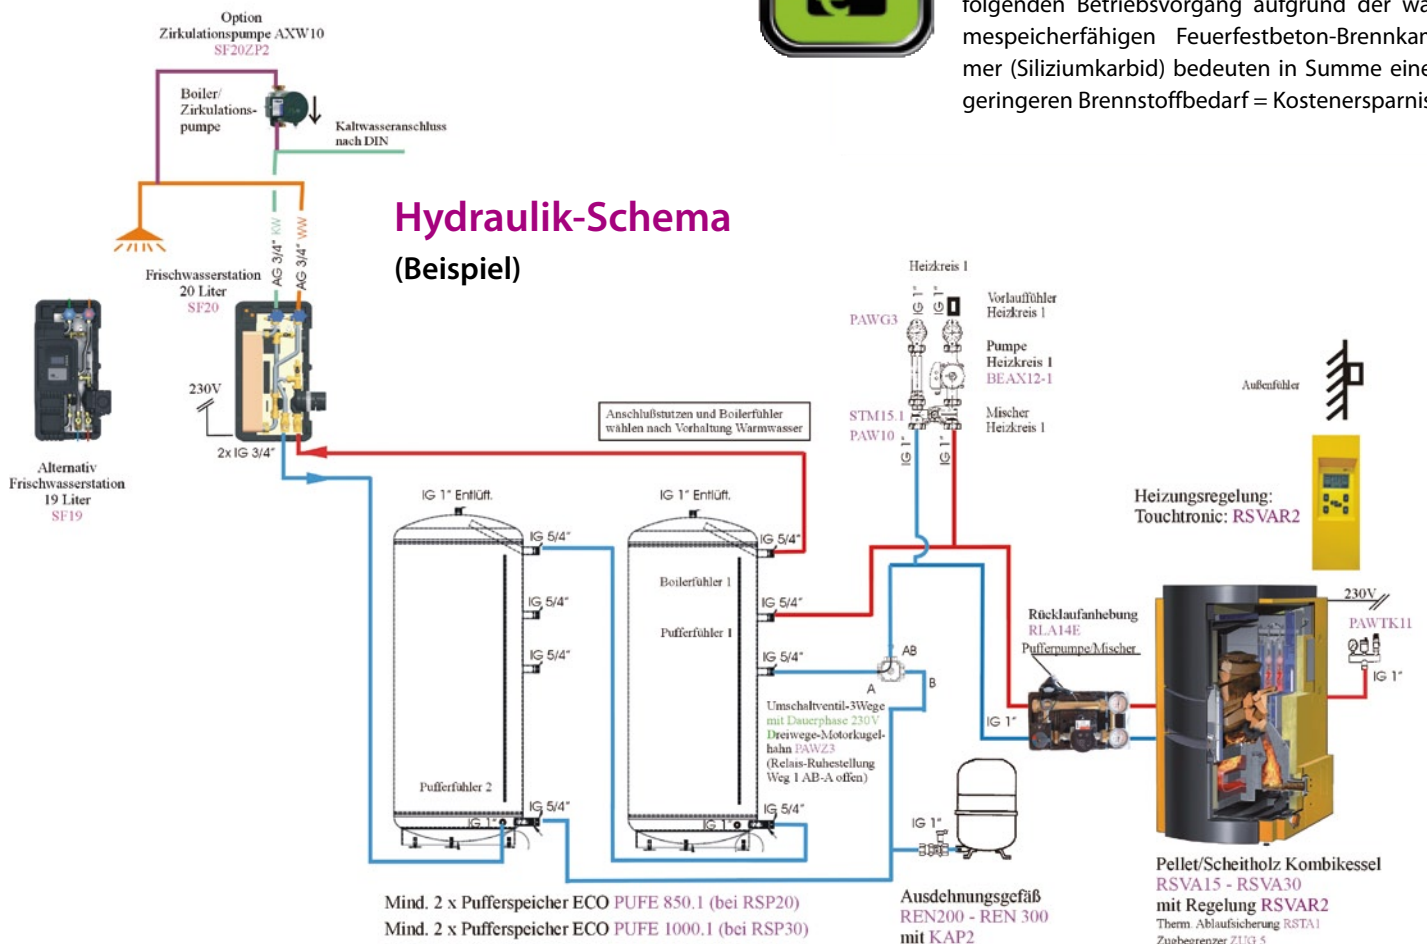 folgenden Betriebsvorgang aufgrund der wä
mespeicherfähigen Feuerfestbeton-Brennkan
mer (Siliziumkarbid) bedeuten in Summe eine
geringeren Brennstoffbedarf = Kostenersparnis
Option
Zirkulationspumpe AXW10
SF20ZP2
Boiler/
Zirkulations-
pumpe
Kaltwasseranschluss
nach DIN
Hydraulik-Schema
(Beispiel)
AG 3/4" KW
AG 3/4" WW
Frischwasserstation
20 Liter
SF20
230V
2x IG 3/4"
Alternativ
Frischwasserstation
19 Liter
SF19
Anschlußstutzen und Boilerfühler
wählen nach Vorhaltung Warmwasser
Heizkreis 1
IG 1"
IG 1"
PAWG3
Vorlauffühler
Heizkreis 1
Pumpe
Heizkreis 1
BEAX12-1
STM15.1
PAW10
Mischer
Heizkreis 1
IG 1"
IG 1"
Außenfühler
Heizungsregelung:
Touchtronic: RSVAR2
IG 1" Entlüft.
IG 5/4"
IG 5/4"
IG 5/4"
Pufferfühler 2
IG 1"
IG 5/4"
IG 1" Entlüft.
IG 5/4"
Boilerfühler 1
IG 5/4"
Pufferfühler 1
IG 5/4"
IG 1"
IG 5/4"
AB
A
B
Umschaltventil-3Wege
mit Dauerphase 230V
Dreiwege-Motorkugel-
hahn PAWZ3
(Relais-Ruhestellung
Weg 1 AB-A offen)
Rücklaufanhebung
RLA14E
Pufferpumpe/Mischer
IG 1"
230V
PAWTK11
IG 1"
IG 1"
Mind. 2 x Pufferspeicher ECO PUFE 850.1 (bei RSP20)
Mind. 2 x Pufferspeicher ECO PUFE 1000.1 (bei RSP30)
Ausdehnungsgefäß
REN200 - REN 300
mit KAP2
Pellet/Scheitholz Kombikessel
RSVA15 - RSVA30
mit Regelung RSVAR2
Therm. Ablaufsicherung RSTA1
Zugbegrenzer ZUG 5